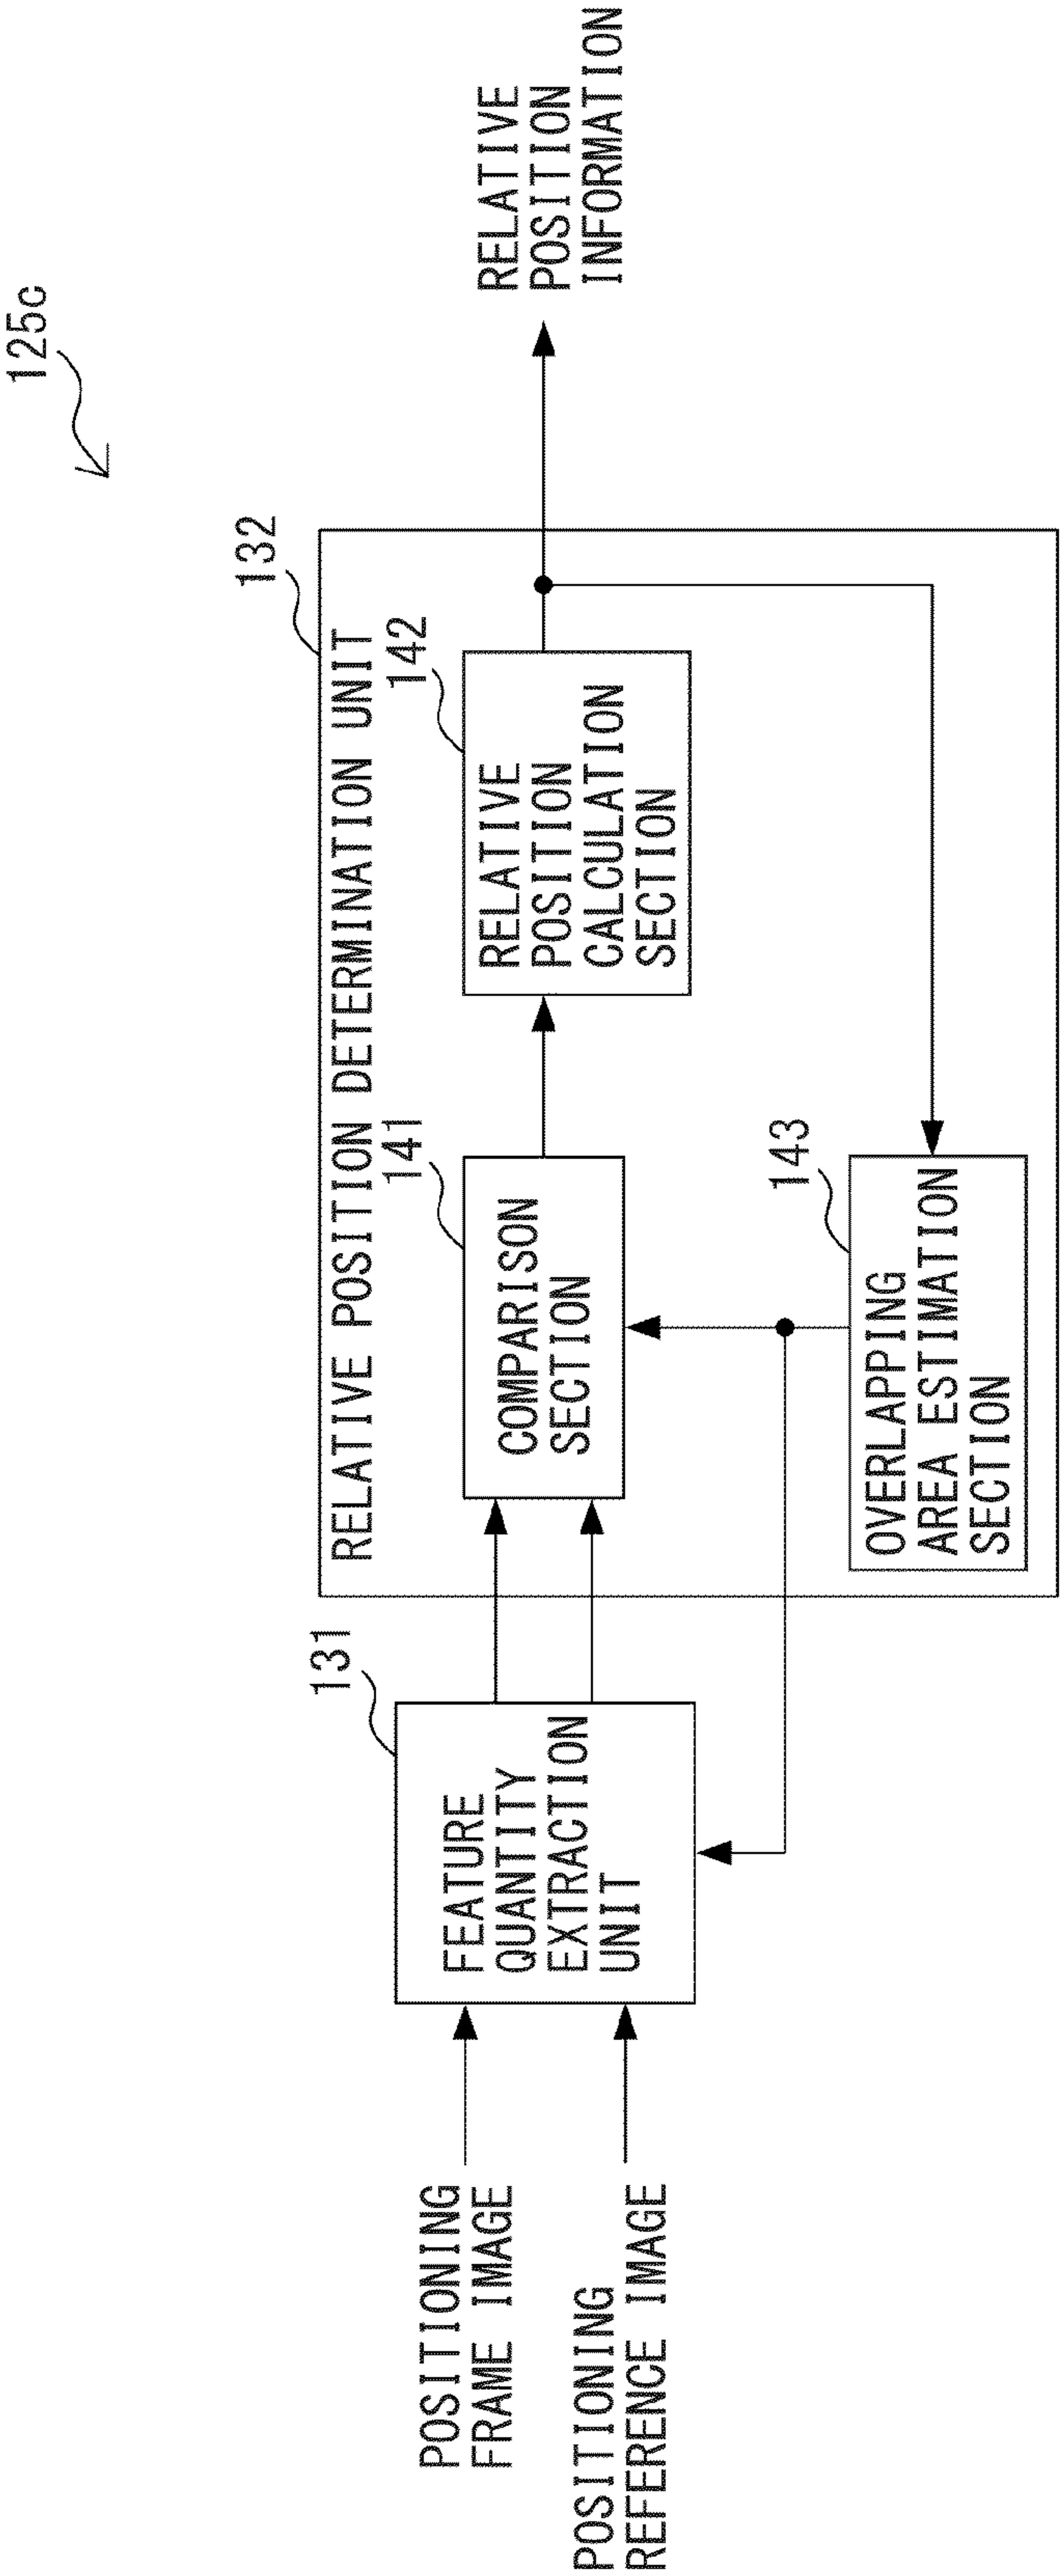 125c
132
RELATIVE POSITION DETERMINATION UNIT
131
141
142
POSITIONING
FRAME IMAGE
POSITIONING
REFERENCE IMAGE
FEATURE
QUANTITY
EXTRACTION
UNIT
COMPARISON
SECTION
RELATIVE
POSITION
CALCULATION
SECTION
RELATIVE
POSITION
INFORMATION
143
OVERLAPPING
AREA ESTIMATION
SECTION